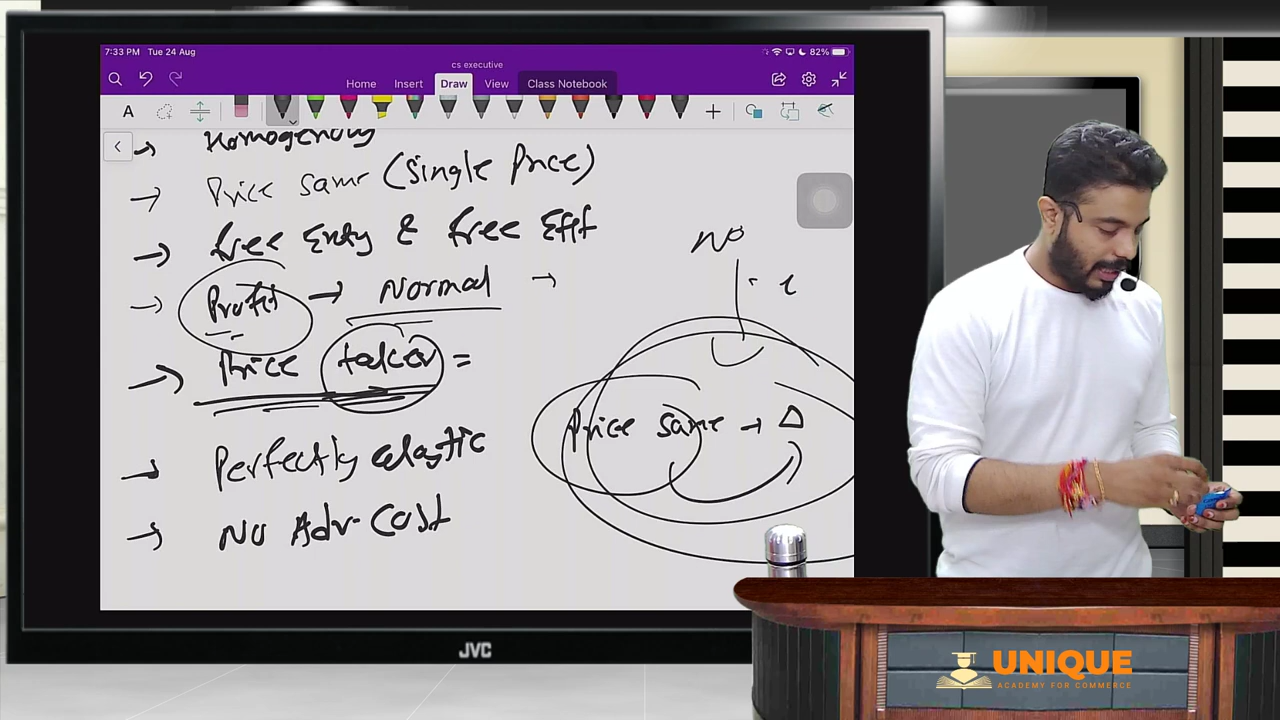 7:33 PM Tue 24 Aug
82%
cs executive
Home Insert Draw View Class Notebook
A
→ Homogenous
→ Price Same (Single Price)
→ free Enty & free Exit
→ Profit → Normal →
→ Price taker =
→ Perfectly elastic
→ No Adv. Cost
No
Price Same → Δ
JVC
UNIQUE
ACADEMY FOR COMMERCE